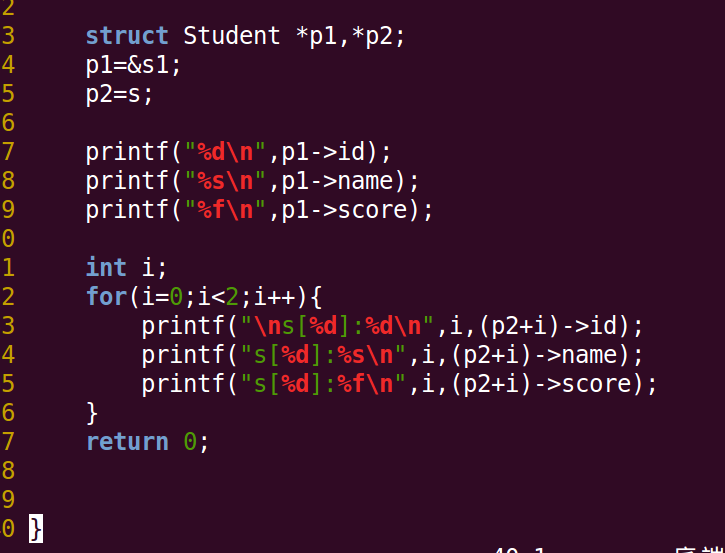 2
3 struct Student *p1,*p2;
4 p1=&s1;
5 p2=s;
6
7 printf("%d\n",p1->id);
8 printf("%s\n",p1->name);
9 printf("%f\n",p1->score);
0
1 int i;
2 for(i=0;i<2;i++){
3 printf("\ns[%d]:%d\n",i,(p2+i)->id);
4 printf("s[%d]:%s\n",i,(p2+i)->name);
5 printf("s[%d]:%f\n",i,(p2+i)->score);
6 }
7 return 0;
8
9
0 }